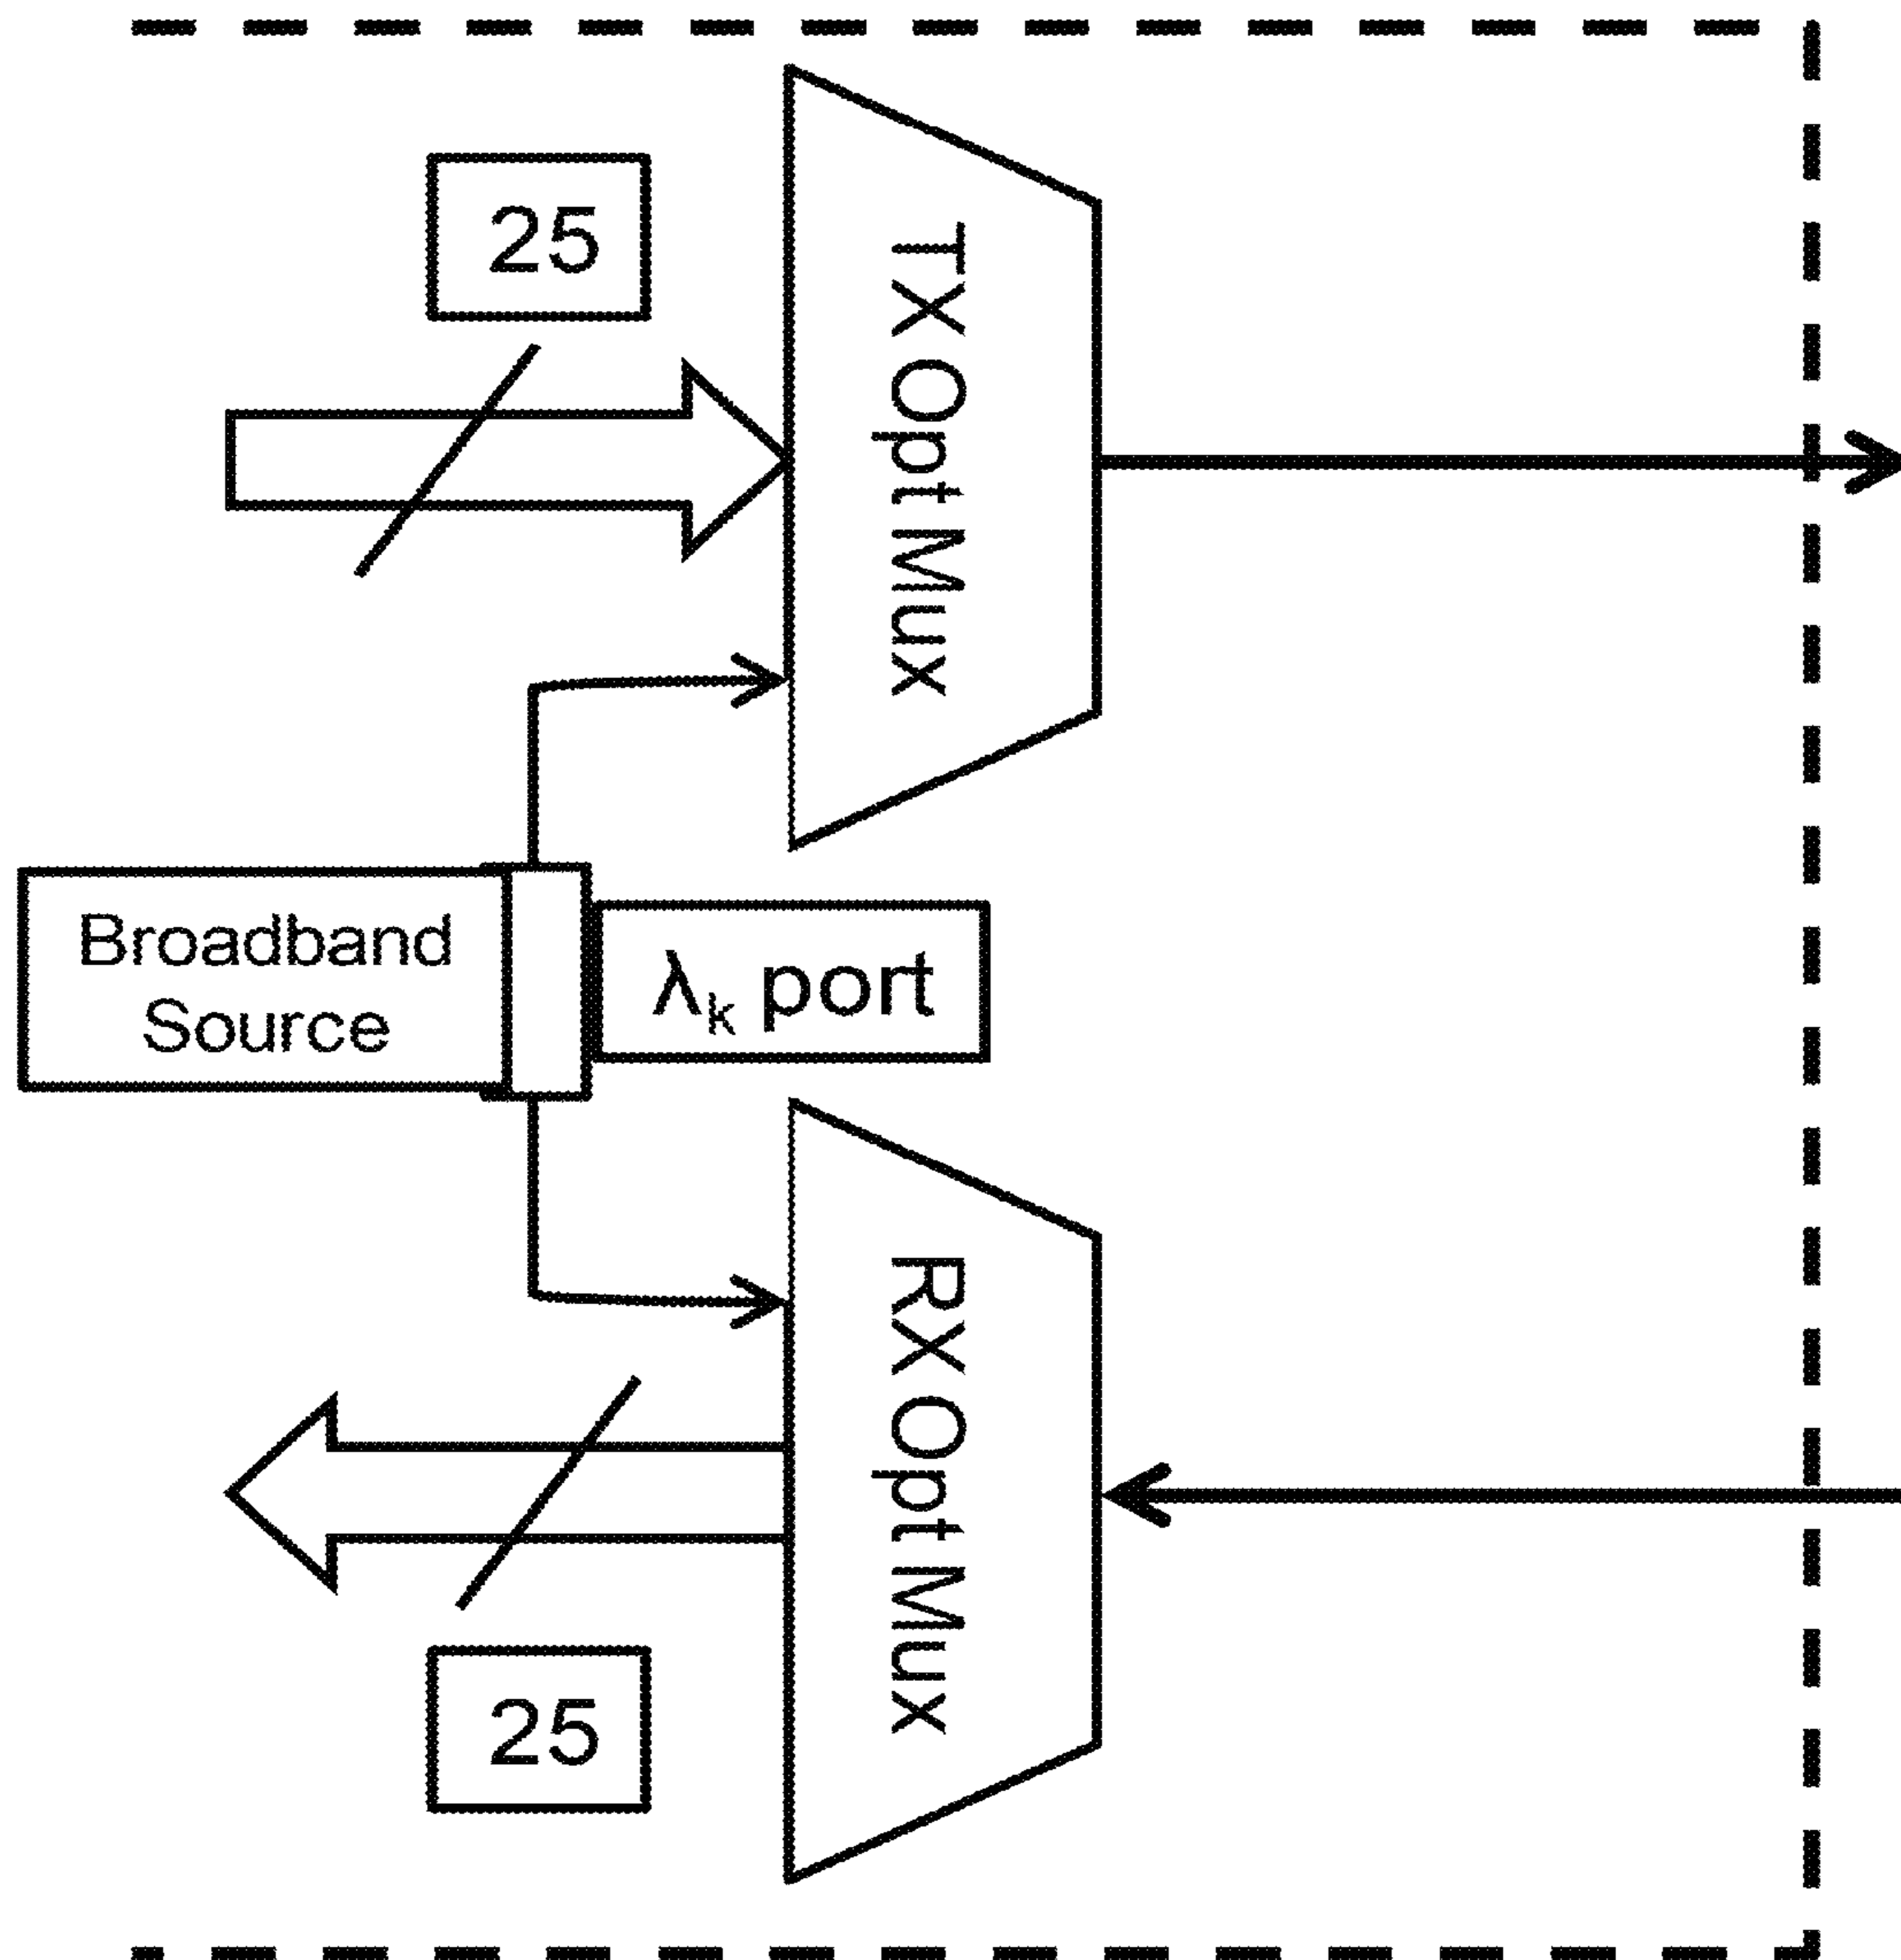 25
TX Opt Mux
Broadband
Source
λₖ port
RX Opt Mux
25